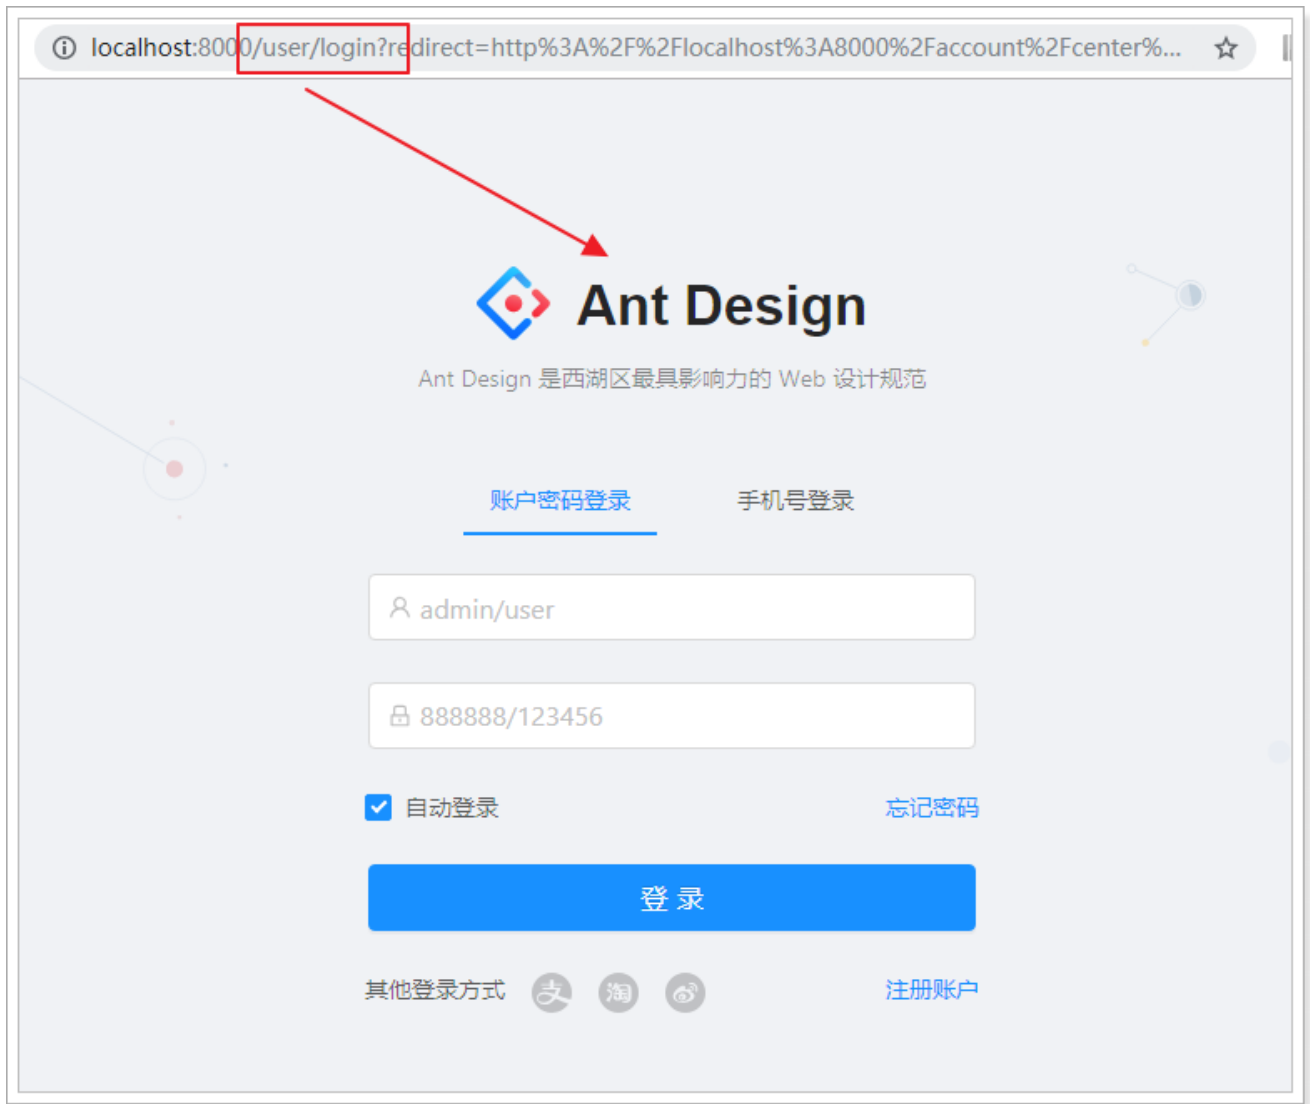 localhost:8000/user/login?redirect=http%3A%2F%2Flocalhost%3A8000%2Faccount%2Fcenter%...
Ant Design
Ant Design 是西湖区最具影响力的 Web 设计规范
账户密码登录 手机号登录
admin/user
888888/123456
自动登录 忘记密码
登 录
其他登录方式 支 淘 注册账户